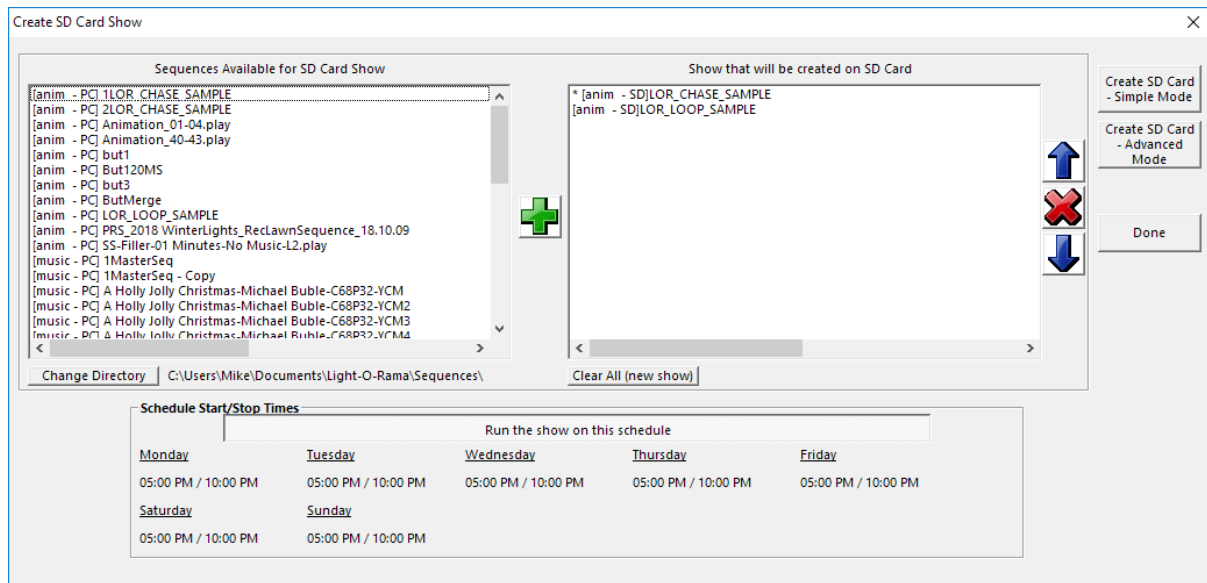 Create SD Card Show
Sequences Available for SD Card Show
[anim - PC] 1LOR_CHASE_SAMPLE
[anim - PC] 2LOR_CHASE_SAMPLE
[anim - PC] Animation_01-04.play
[anim - PC] Animation_40-43.play
[anim - PC] but1
[anim - PC] But120MS
[anim - PC] but3
[anim - PC] ButMerge
[anim - PC] LOR_LOOP_SAMPLE
[anim - PC] PRS_2018 WinterLights_RecLawnSequence_18.10.09
[anim - PC] SS-Filler-01 Minutes-No Music-L2.play
[music - PC] 1MasterSeq
[music - PC] 1MasterSeq - Copy
[music - PC] A Holly Jolly Christmas-Michael Buble-C68P32-YCM
[music - PC] A Holly Jolly Christmas-Michael Buble-C68P32-YCM2
[music - PC] A Holly Jolly Christmas-Michael Buble-C68P32-YCM3
[music - PC] A Holly Jolly Christmas-Michael Buble-C68P32-YCM4
Change Directory
C:\Users\Mike\Documents\Light-O-Rama\Sequences\
Show that will be created on SD Card
* [anim - SD]LOR_CHASE_SAMPLE
[anim - SD]LOR_LOOP_SAMPLE
Clear All (new show)
Create SD Card
- Simple Mode
Create SD Card
- Advanced
Mode
Done
Schedule Start/Stop Times
Run the show on this schedule
Monday
Tuesday
Wednesday
Thursday
Friday
05:00 PM / 10:00 PM
05:00 PM / 10:00 PM
05:00 PM / 10:00 PM
05:00 PM / 10:00 PM
05:00 PM / 10:00 PM
Saturday
Sunday
05:00 PM / 10:00 PM
05:00 PM / 10:00 PM